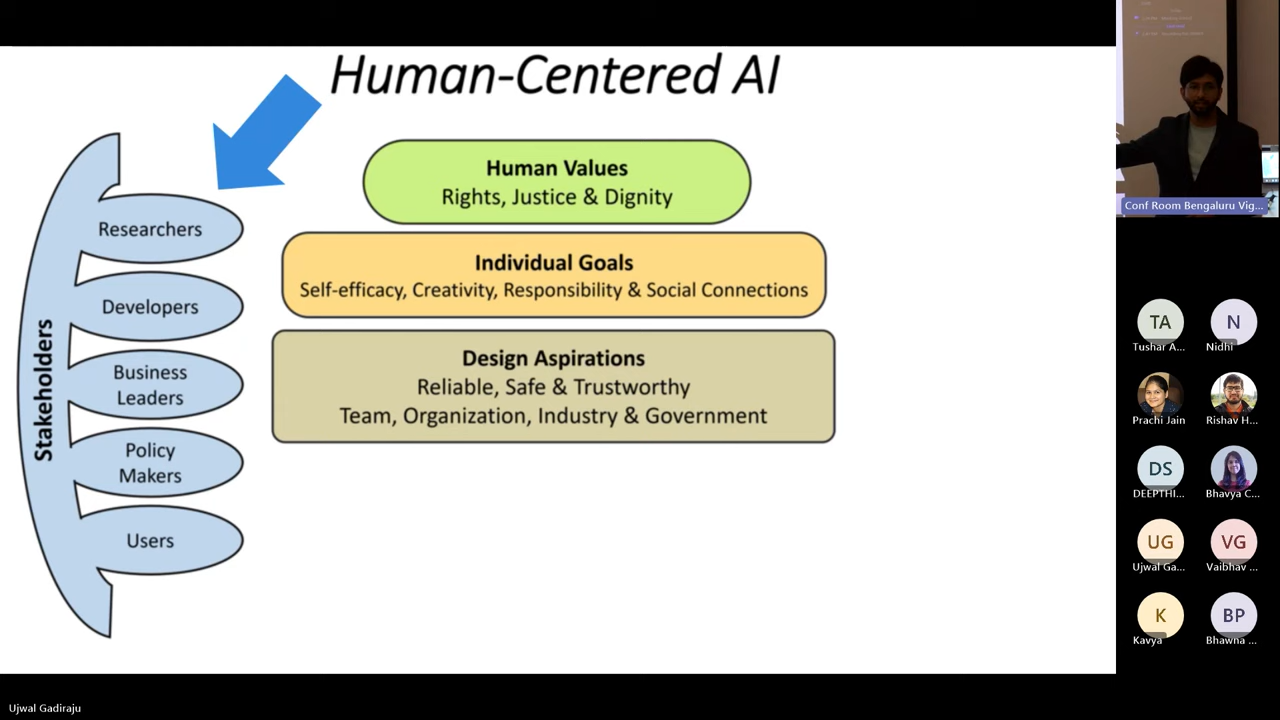 Human-Centered AI
Stakeholders
Researchers
Developers
Business
Leaders
Policy
Makers
Users
Human Values
Rights, Justice & Dignity
Individual Goals
Self-efficacy, Creativity, Responsibility & Social Connections
Design Aspirations
Reliable, Safe & Trustworthy
Team, Organization, Industry & Government
Conf Room Bengaluru Vig...
TA
Tushar A...
N
Nidhi
Prachi Jain
Rishav H...
DS
DEEPTHI...
Bhavya C...
UG
Ujwal Ga...
VG
Vaibhav ...
K
Kavya
BP
Bhawna ...
Ujwal Gadiraju